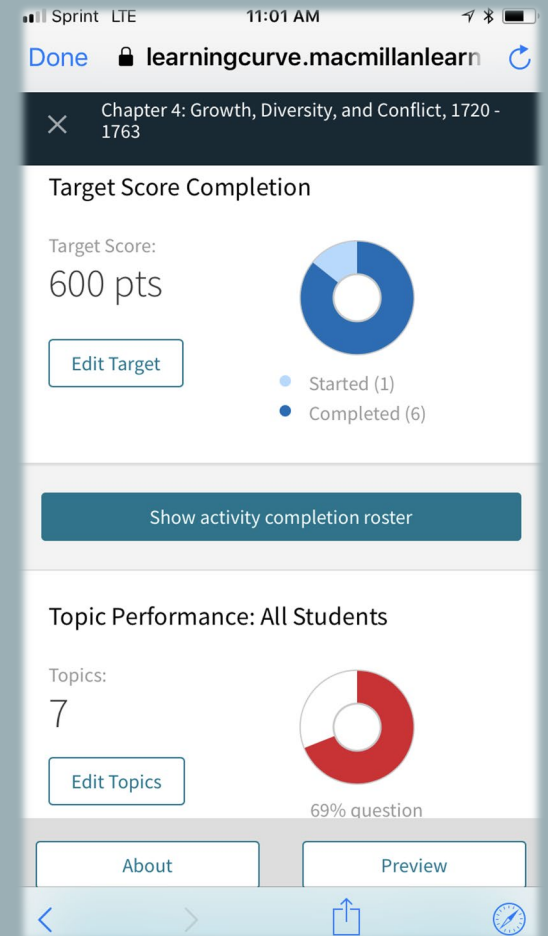 Sprint LTE 11:01 AM
Done learningcurve.macmillanlearn
Chapter 4: Growth, Diversity, and Conflict, 1720 -
1763
Target Score Completion
Target Score:
600 pts
Edit Target
Started (1)
Completed (6)
Show activity completion roster
Topic Performance: All Students
Topics:
7
Edit Topics
69% question
About Preview